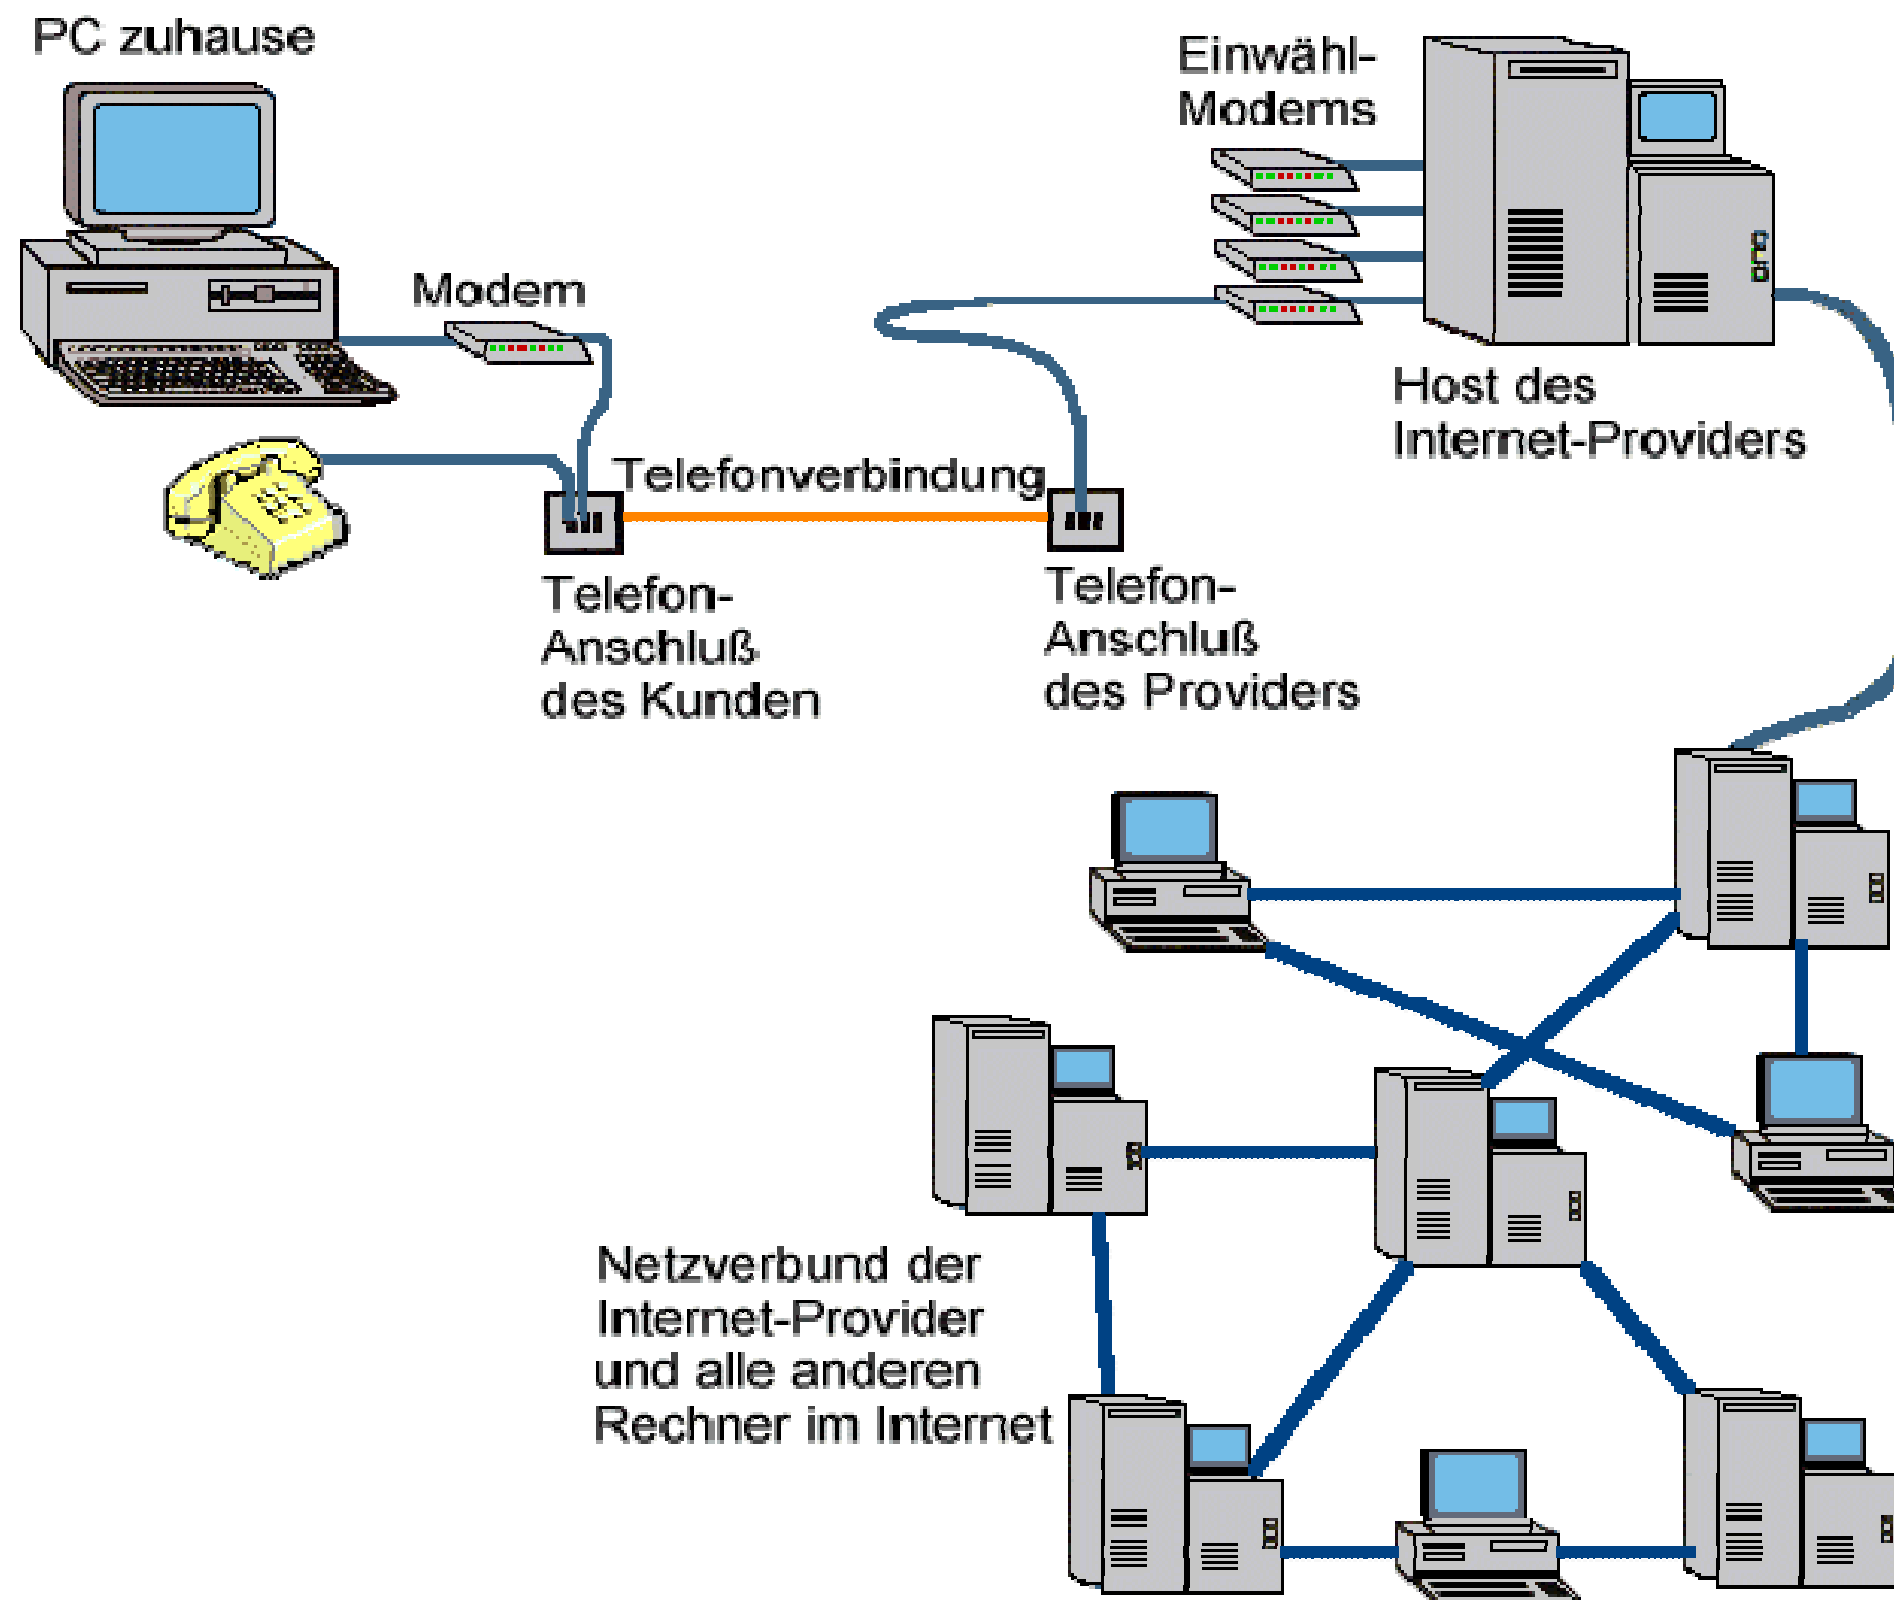 PC zuhause
Einwähl-
Modems
Modem
Host des
Internet-Providers
Telefonverbindung
Telefon-
Anschluß
des Kunden
Telefon-
Anschluß
des Providers
Netzverbund der
Internet-Provider
und alle anderen
Rechner im Internet